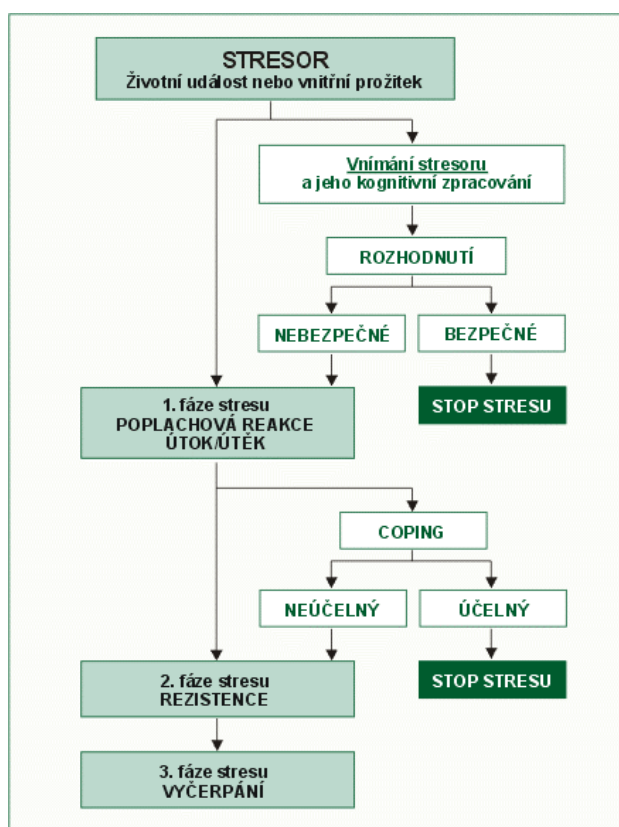 STRESOR
Životní událost nebo vnitřní prožitek
Vnímání stresoru
a jeho kognitivní zpracování
ROZHODNUTÍ
NEBEZPEČNÉ
BEZPEČNÉ
1. fáze stresu
POPLACHOVÁ REAKCE
ÚTOK/ÚTĚK
STOP STRESU
COPING
NEÚČELNÝ
ÚČELNÝ
2. fáze stresu
REZISTENCE
STOP STRESU
3. fáze stresu
VYČERPÁNÍ